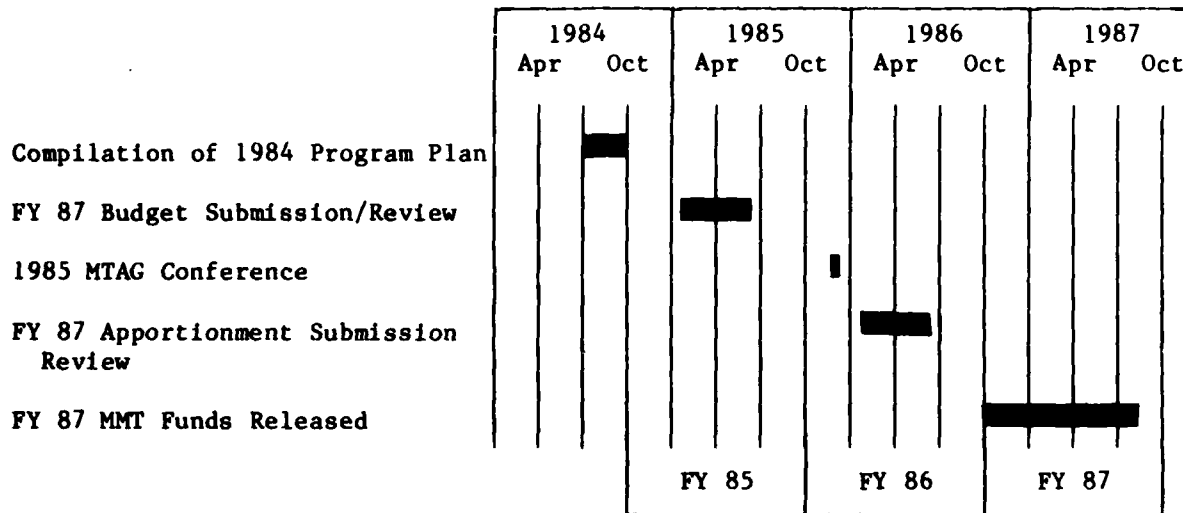 1984 1985 1986 1987
Apr Oct Apr Oct Apr Oct Apr Oct
Compilation of 1984 Program Plan
FY 87 Budget Submission/Review
1985 MTAG Conference
FY 87 Apportionment Submission
Review
FY 87 MMT Funds Released
FY 85 FY 86 FY 87